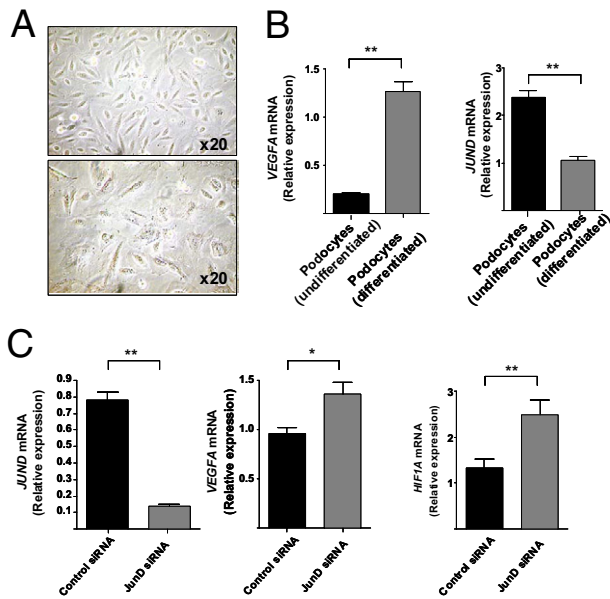 A
x20
x20
B
**
1.5
1.0
0.5
VEGFA mRNA
(Relative expression)
Podocytes
(undifferentiated)
Podocytes
(differentiated)
**
3
2
1
JUND mRNA
(Relative expression)
Podocytes
(undifferentiated)
Podocytes
(differentiated)
C
**
0.9
0.8
0.7
0.6
0.5
0.4
0.3
0.2
0.1
JUND mRNA
(Relative expression)
Control siRNA
JunD siRNA
*
1.5
1.0
0.5
VEGFA mRNA
(Relative expression)
Control siRNA
JunD siRNA
**
3
2
1
HIF1A mRNA
(Relative expression)
Control siRNA
JunD siRNA